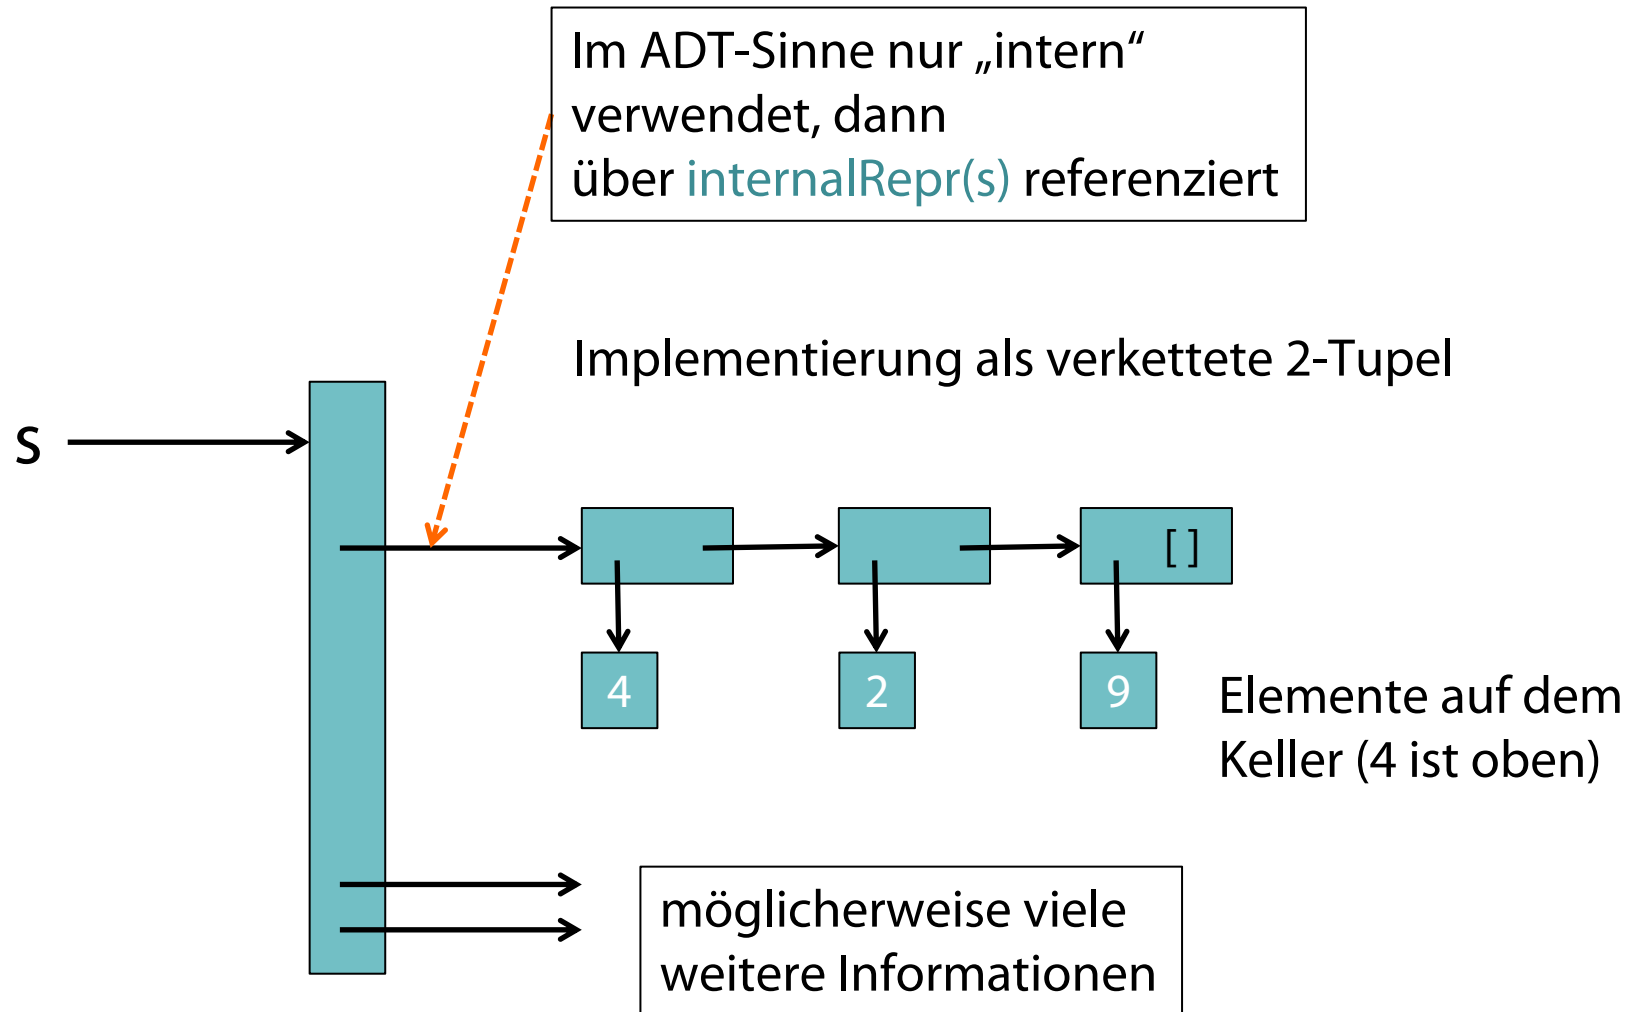 Im ADT-Sinne nur „intern“
verwendet, dann
über internalRepr(s) referenziert
Implementierung als verkettete 2-Tupel
s
[ ]
4
2
9
Elemente auf dem
Keller (4 ist oben)
möglicherweise viele
weitere Informationen